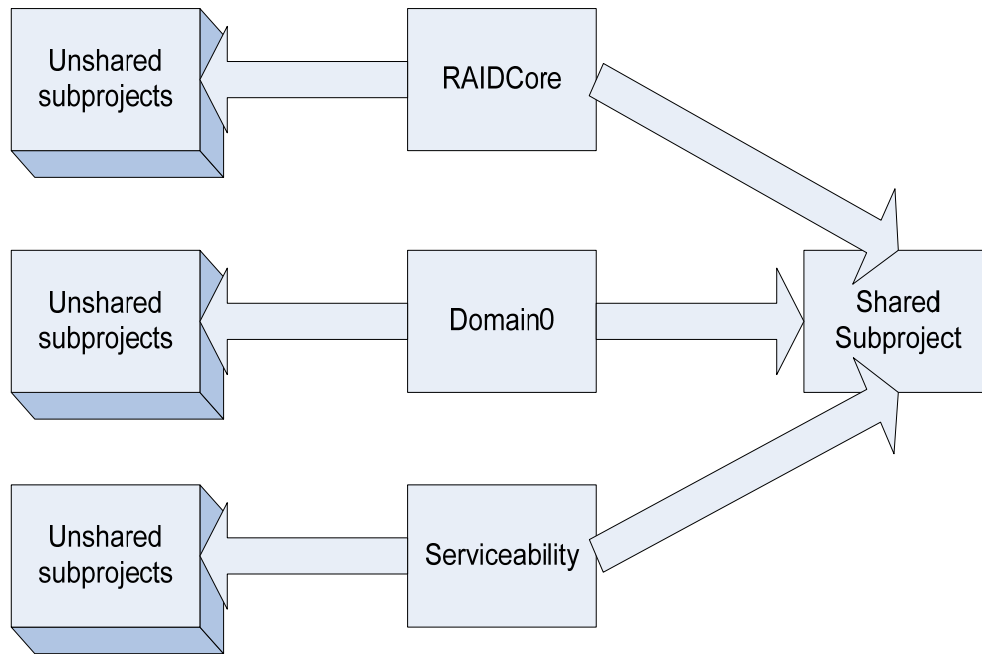 Unshared
subprojects
RAIDCore
Unshared
subprojects
Domain0
Shared
Subproject
Unshared
subprojects
Serviceability